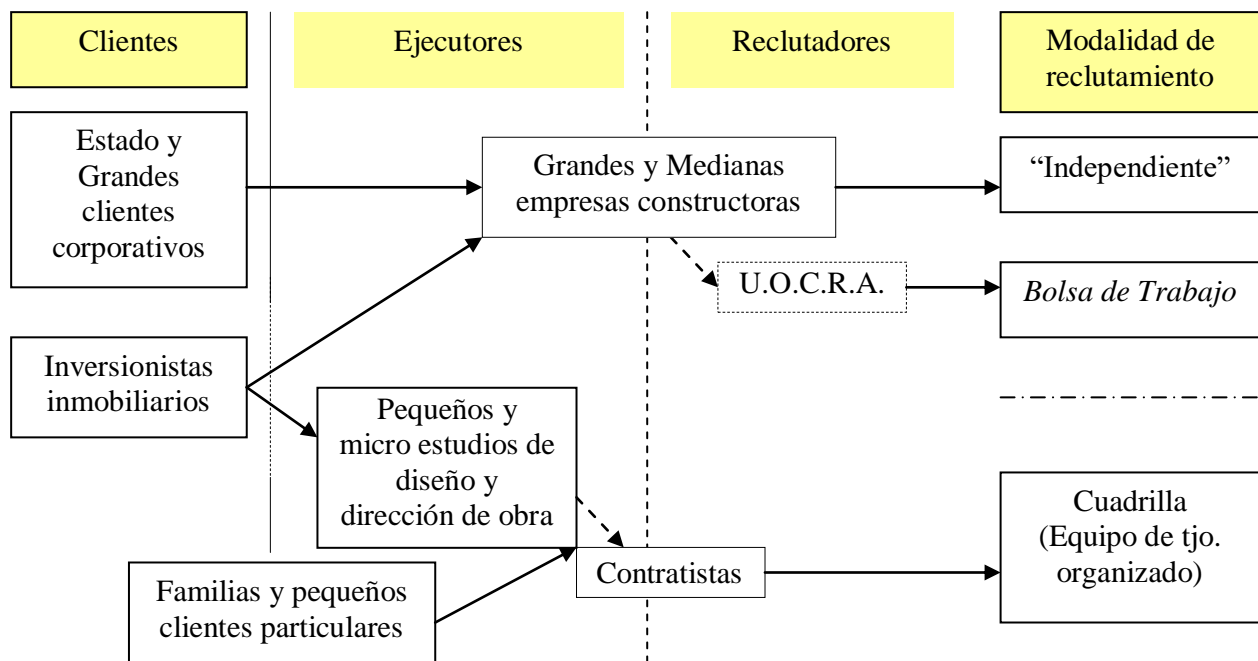 Clientes
Ejecutores
Reclutadores
Modalidad de
reclutamiento
Estado y
Grandes
clientes
corporativos
Grandes y Medianas
empresas constructoras
“Independiente”
U.O.C.R.A.
Bolsa de Trabajo
Inversionistas
inmobiliarios
Pequeños y
micro estudios de
diseño y
dirección de obra
Contratistas
Cuadrilla
(Equipo de tjo.
organizado)
Familias y pequeños
clientes particulares